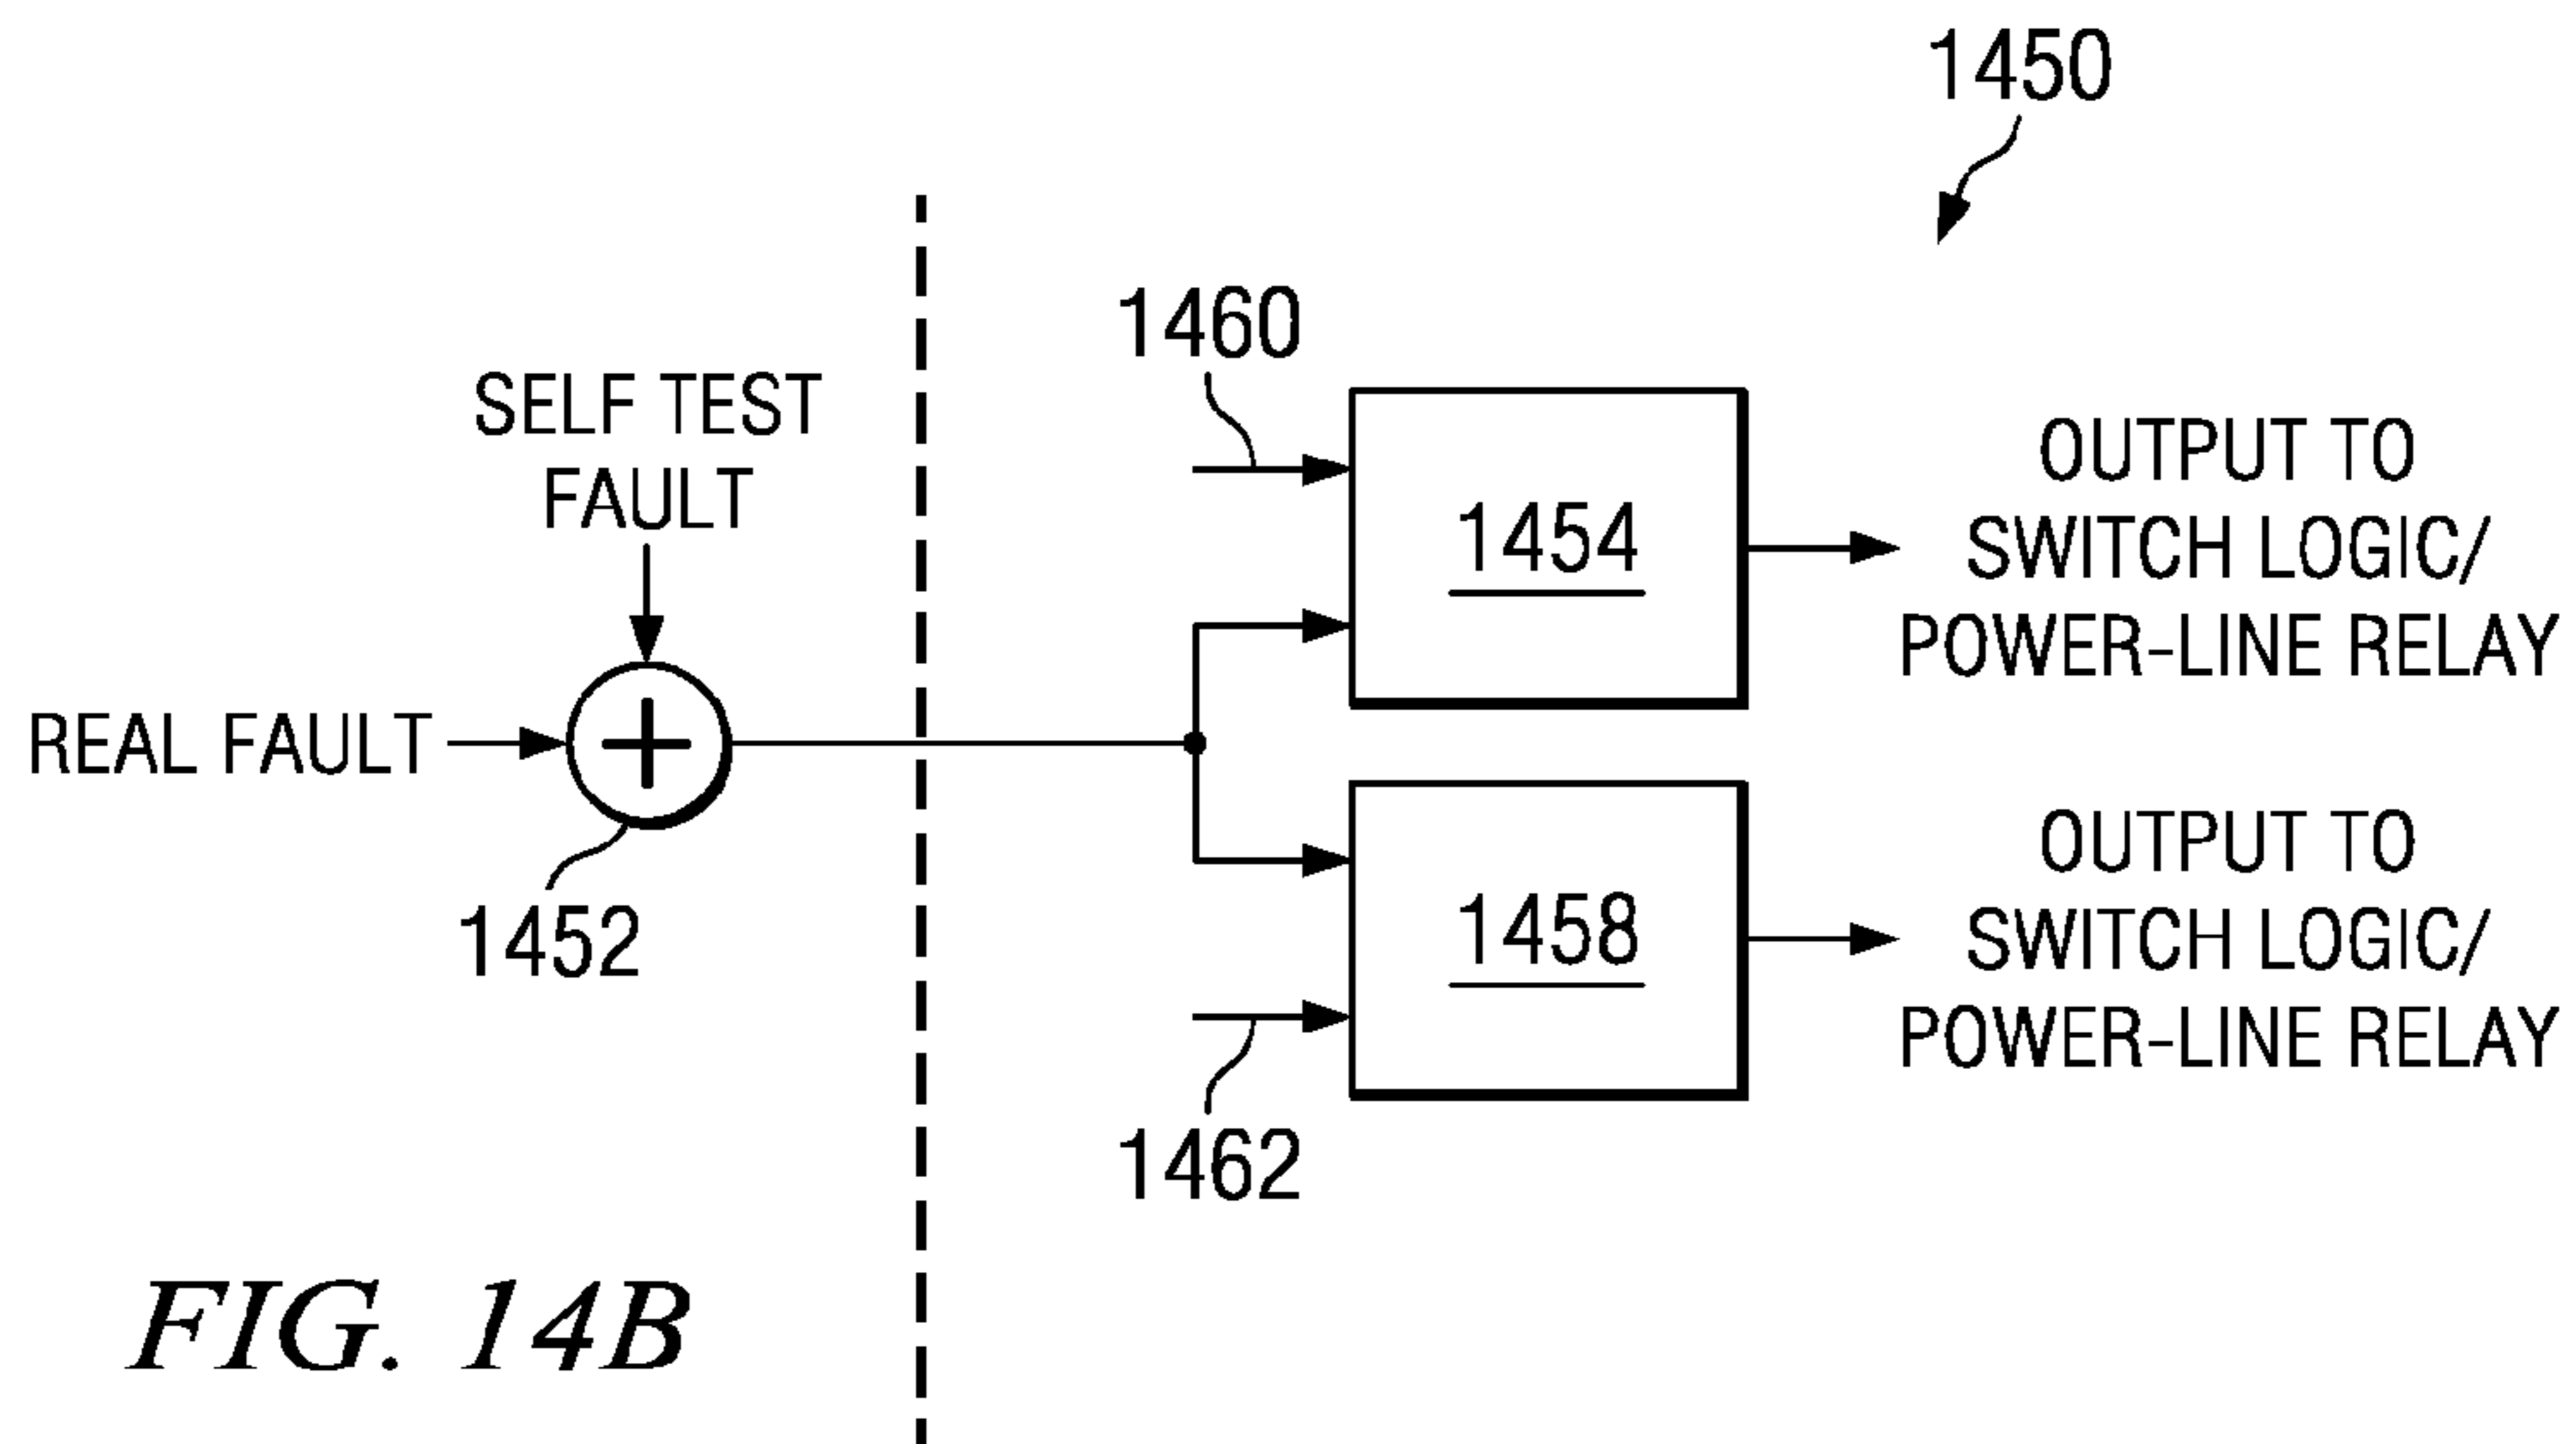 1450
1460
SELF TEST
FAULT
1454
OUTPUT TO
SWITCH LOGIC/
POWER-LINE RELAY
REAL FAULT
1452
1458
OUTPUT TO
SWITCH LOGIC/
POWER-LINE RELAY
1462
FIG. 14B